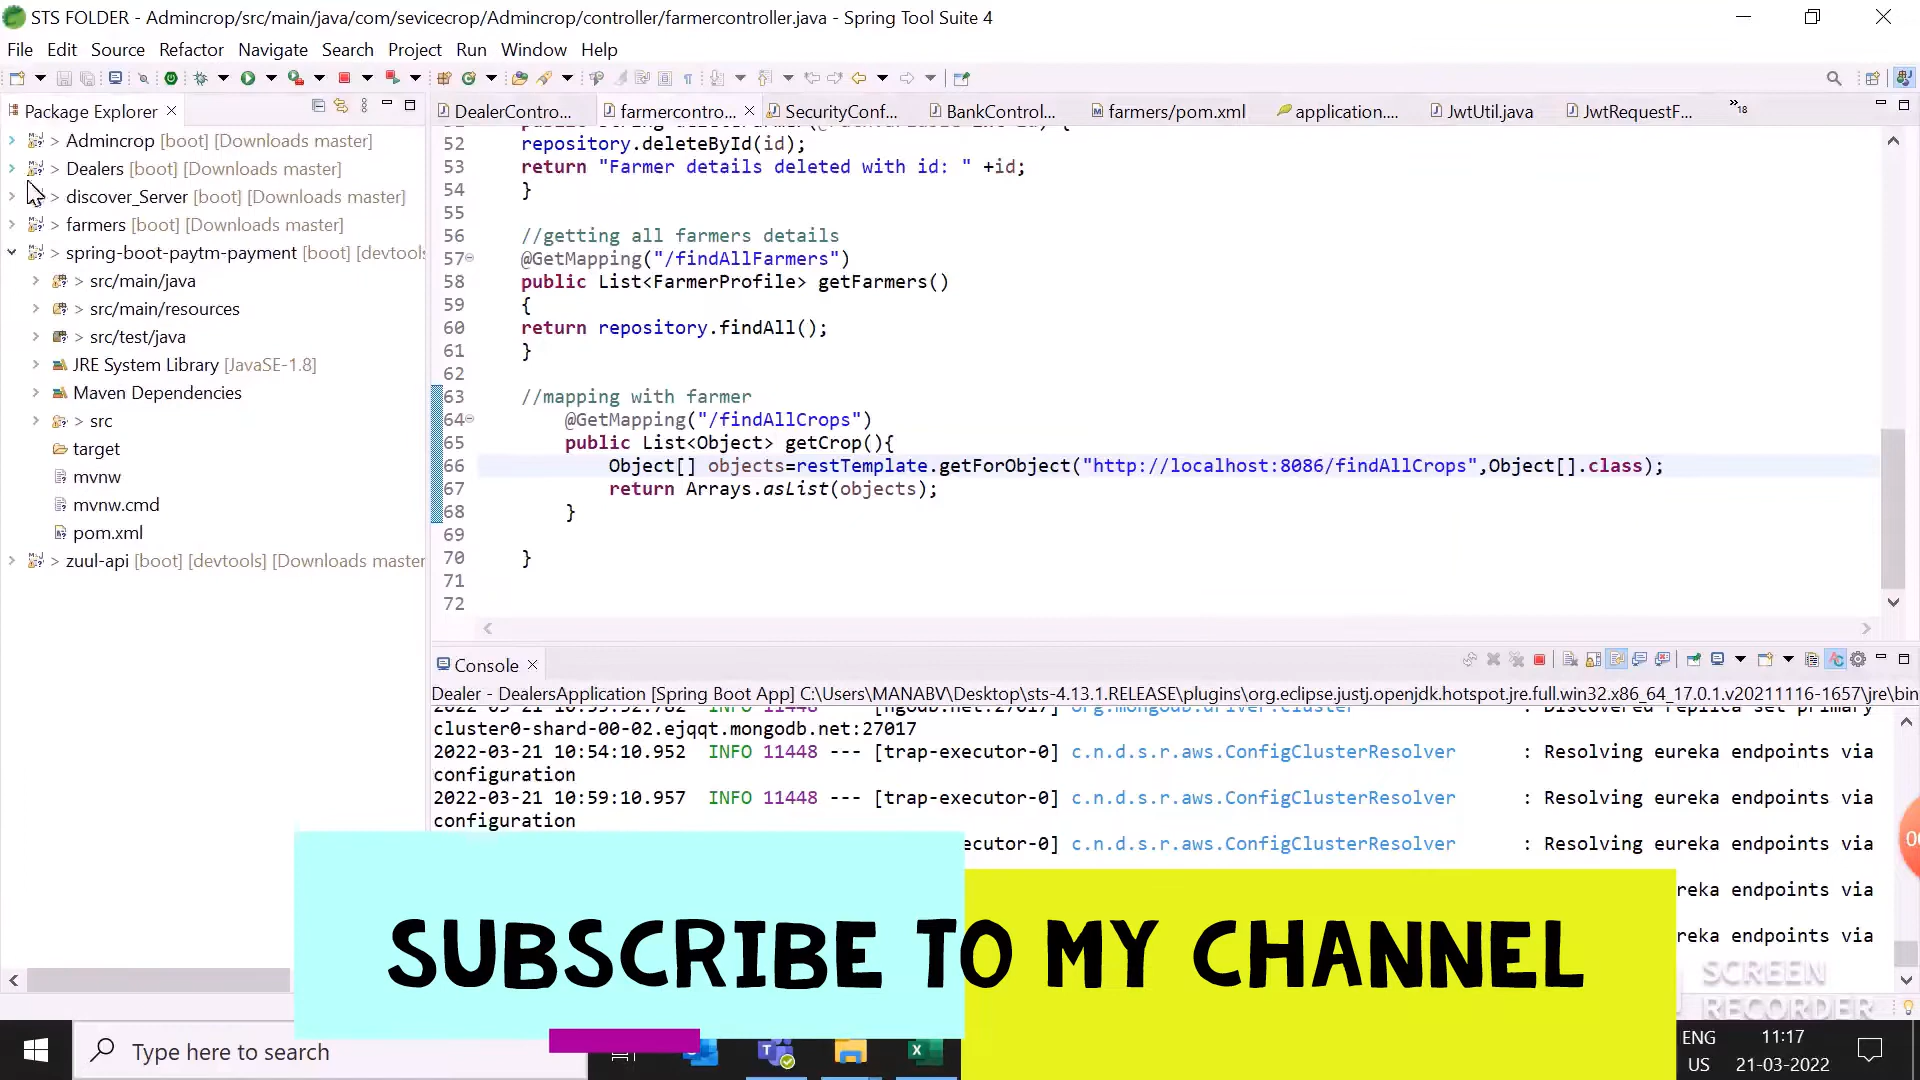 STS FOLDER - Admincrop/src/main/java/com/sevicecrop/Admincrop/controller/farmercontroller.java - Spring Tool Suite 4
File Edit Source Refactor Navigate Search Project Run Window Help
Package Explorer
> Admincrop [boot] [Downloads master]
> Dealers [boot] [Downloads master]
> discover_Server [boot] [Downloads master]
> farmers [boot] [Downloads master]
> spring-boot-paytm-payment [boot] [devtools
> src/main/java
> src/main/resources
> src/test/java
JRE System Library [JavaSE-1.8]
Maven Dependencies
> src
target
mvnw
mvnw.cmd
pom.xml
> zuul-api [boot] [devtools] [Downloads master
DealerContro... farmercontro... SecurityConf... BankControl... farmers/pom.xml application.... JwtUtil.java JwtRequestF... »18
52 repository.deleteById(id);
53 return "Farmer details deleted with id: " +id;
54 }
55
56 //getting all farmers details
57 @GetMapping("/findAllFarmers")
58 public List<FarmerProfile> getFarmers()
59 {
60 return repository.findAll();
61 }
62
63 //mapping with farmer
64 @GetMapping("/findAllCrops")
65 public List<Object> getCrop(){
66 Object[] objects=restTemplate.getForObject("http://localhost:8086/findAllCrops",Object[].class);
67 return Arrays.asList(objects);
68 }
69
70 }
71
72
Console
Dealer - DealersApplication [Spring Boot App] C:\Users\MANABV\Desktop\sts-4.13.1.RELEASE\plugins\org.eclipse.justj.openjdk.hotspot.jre.full.win32.x86_64_17.0.1.v20211116-1657\jre\bin
cluster0-shard-00-02.ejqqt.mongodb.net:27017
2022-03-21 10:54:10.952 INFO 11448 --- [trap-executor-0] c.n.d.s.r.aws.ConfigClusterResolver : Resolving eureka endpoints via
configuration
2022-03-21 10:59:10.957 INFO 11448 --- [trap-executor-0] c.n.d.s.r.aws.ConfigClusterResolver : Resolving eureka endpoints via
configuration
ecutor-0] c.n.d.s.r.aws.ConfigClusterResolver : Resolving eureka endpoints via
reka endpoints via
reka endpoints via
SUBSCRIBE TO MY CHANNEL
SCREEN
RECORDER
Type here to search
ENG
US
11:17
21-03-2022